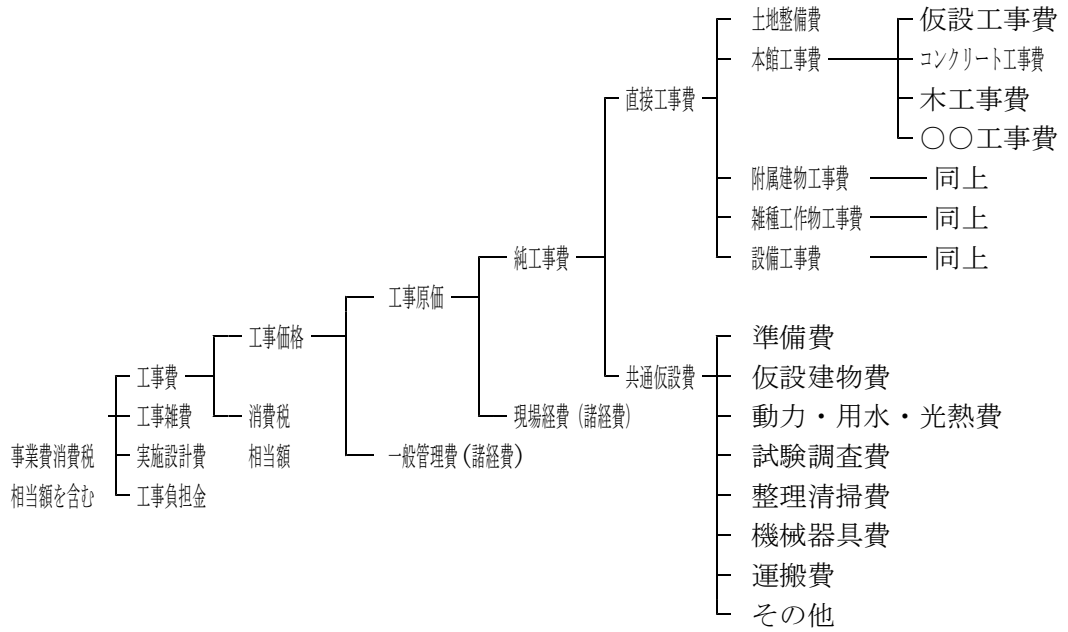 土地整備費 仮設工事費
本館工事費 コンクリート工事費
直接工事費 木工事費
○○工事費
附属建物工事費 同上
雑種工作物工事費 同上
純工事費 設備工事費 同上
工事原価
工事価格 準備費
工事費 共通仮設費 仮設建物費
工事雑費 消費税 現場経費（諸経費） 動力・用水・光熱費
事業費消費税 実施設計費 相当額 一般管理費（諸経費） 試験調査費
相当額を含む 工事負担金 整理清掃費
機械器具費
運搬費
その他